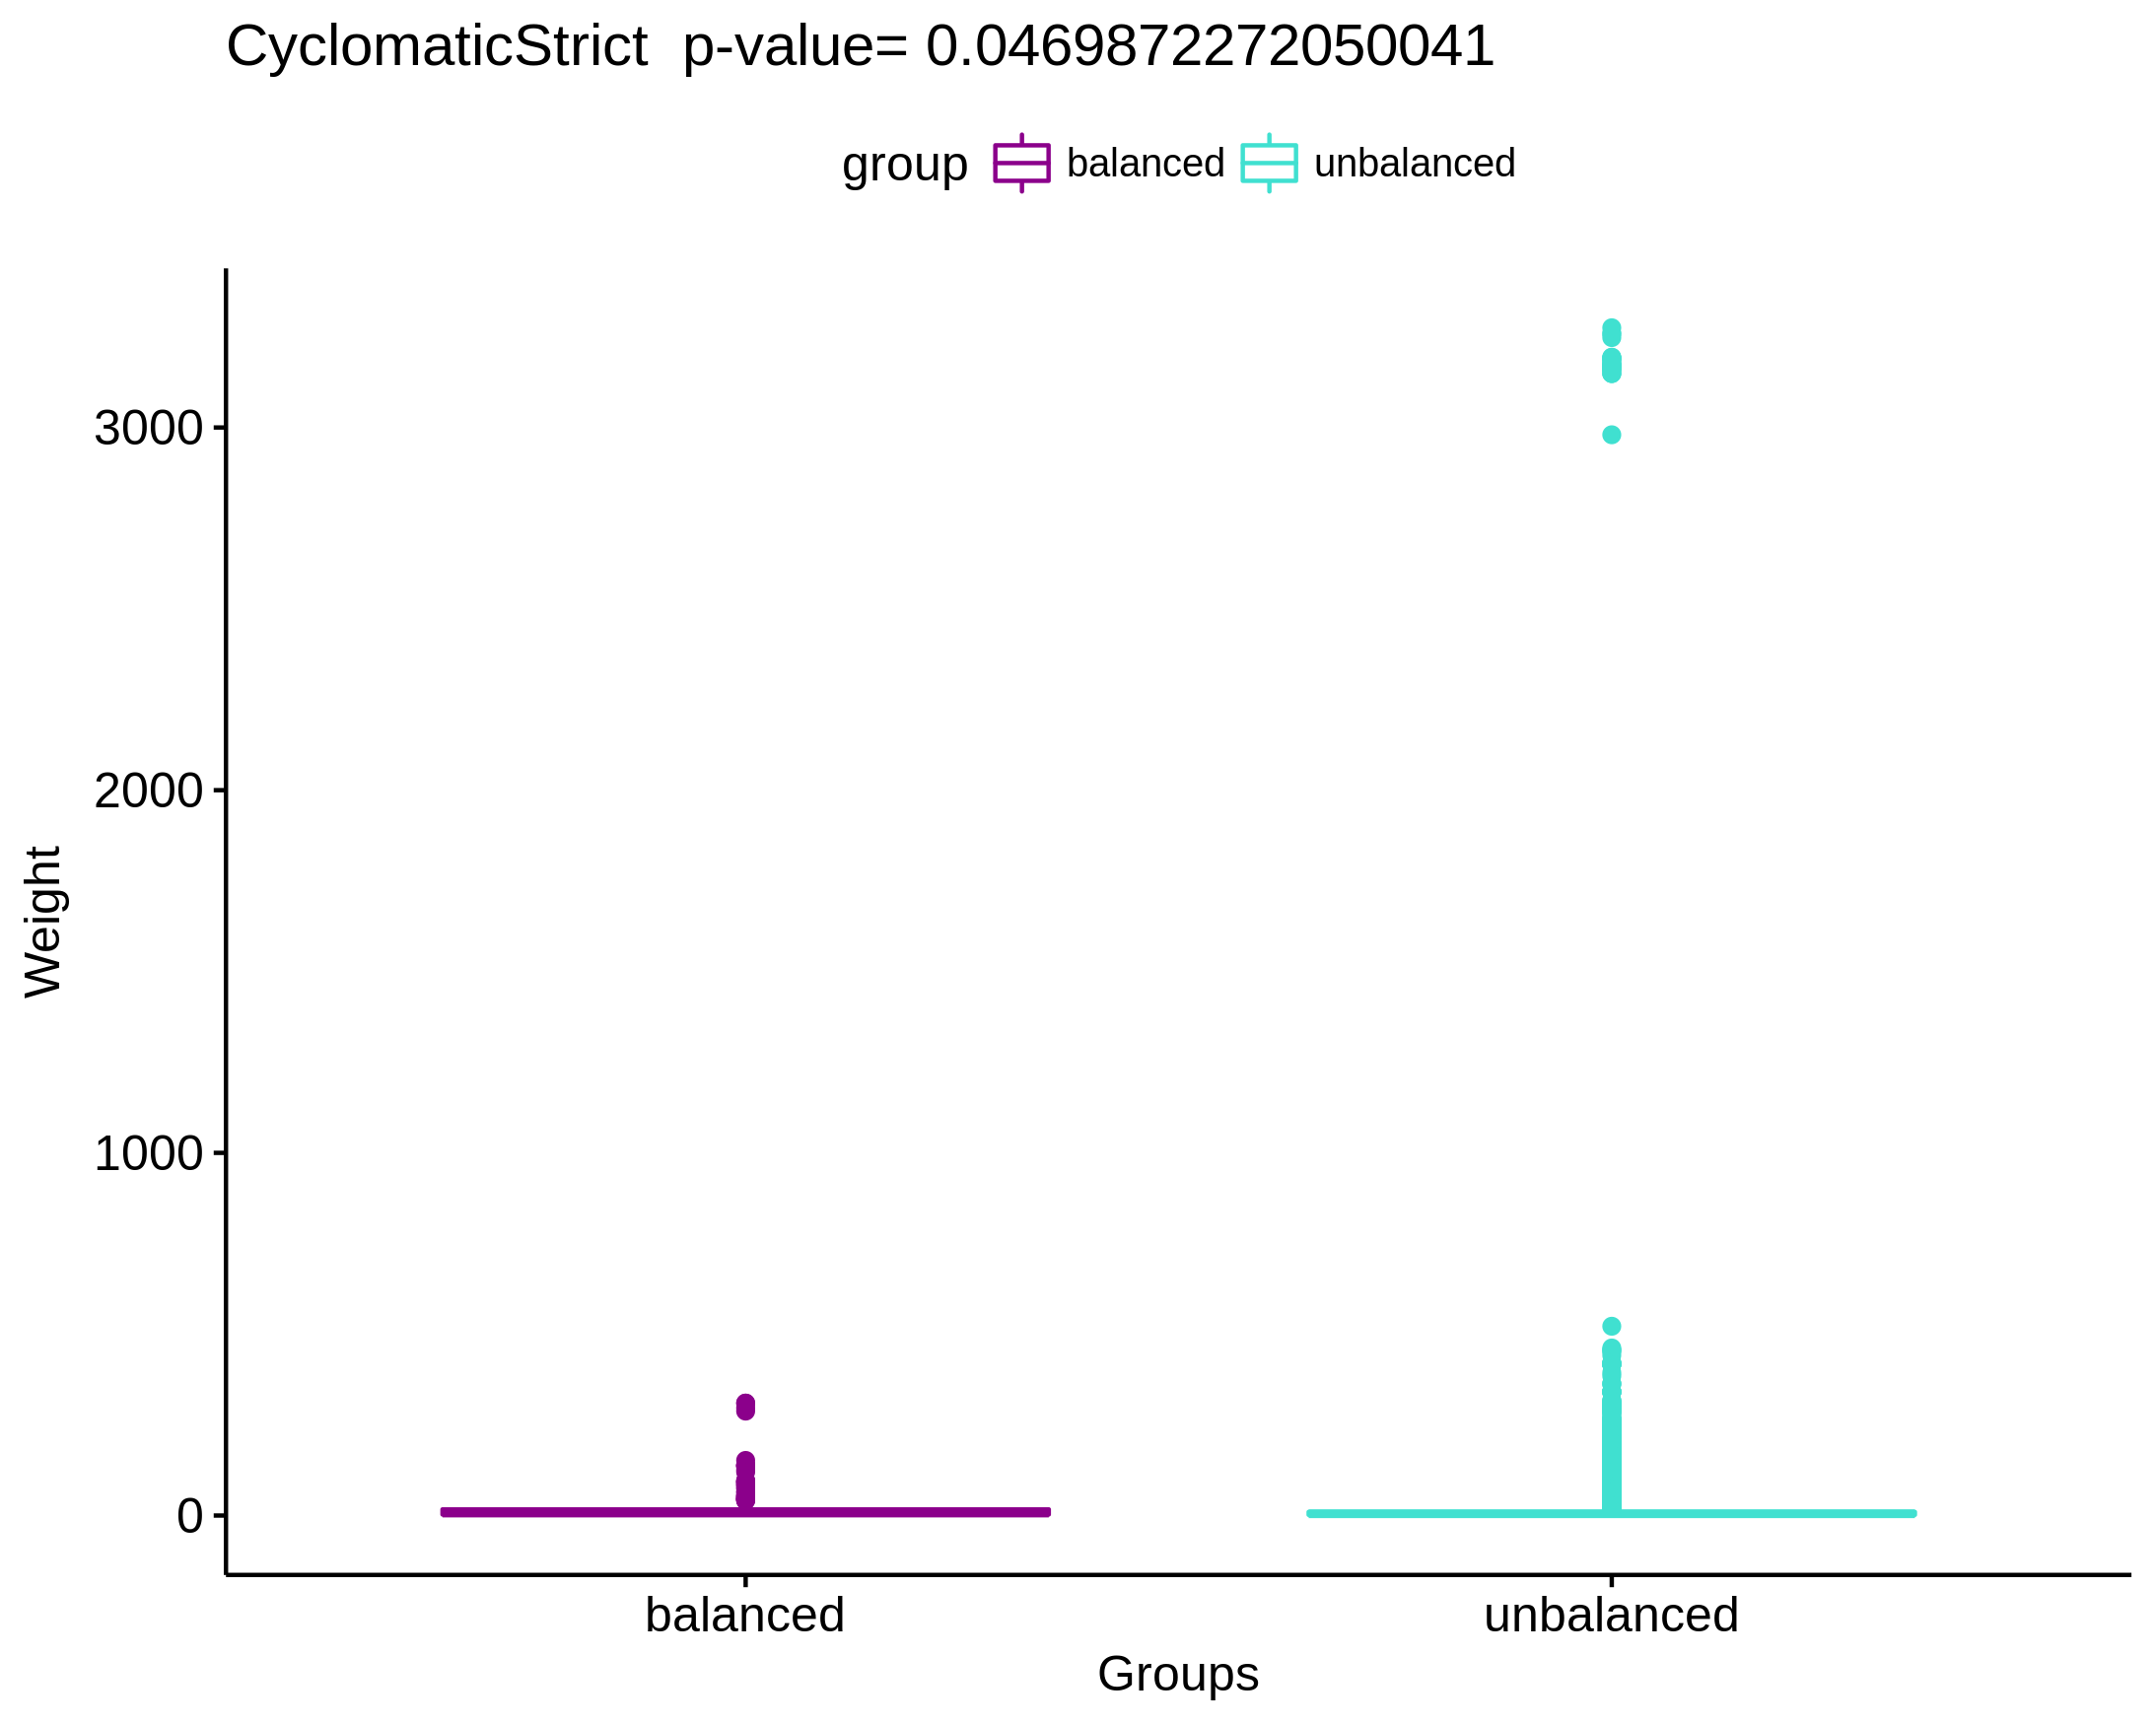 CyclomaticStrict  p-value= 0.0469872272050041
group balanced unbalanced
3000
2000
1000
0
Weight
balanced unbalanced
Groups